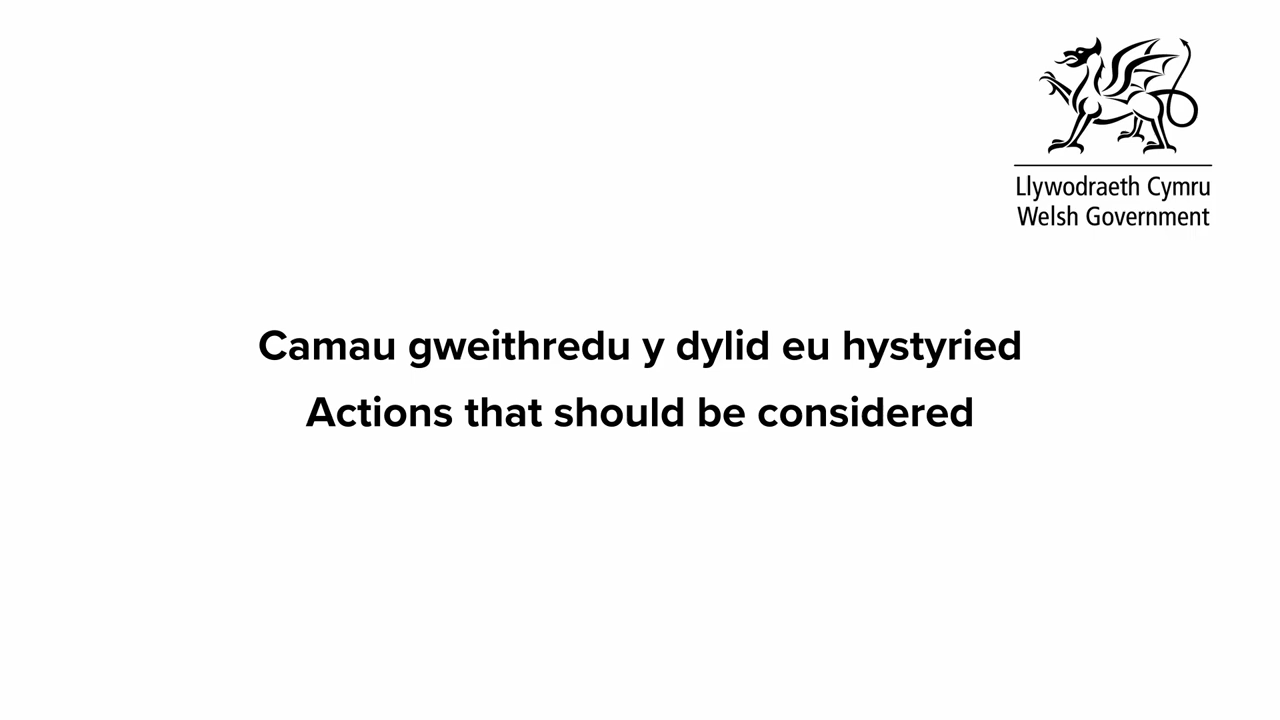 Llywodraeth Cymru
Welsh Government
Camau gweithredu y dylid eu hystyried
Actions that should be considered